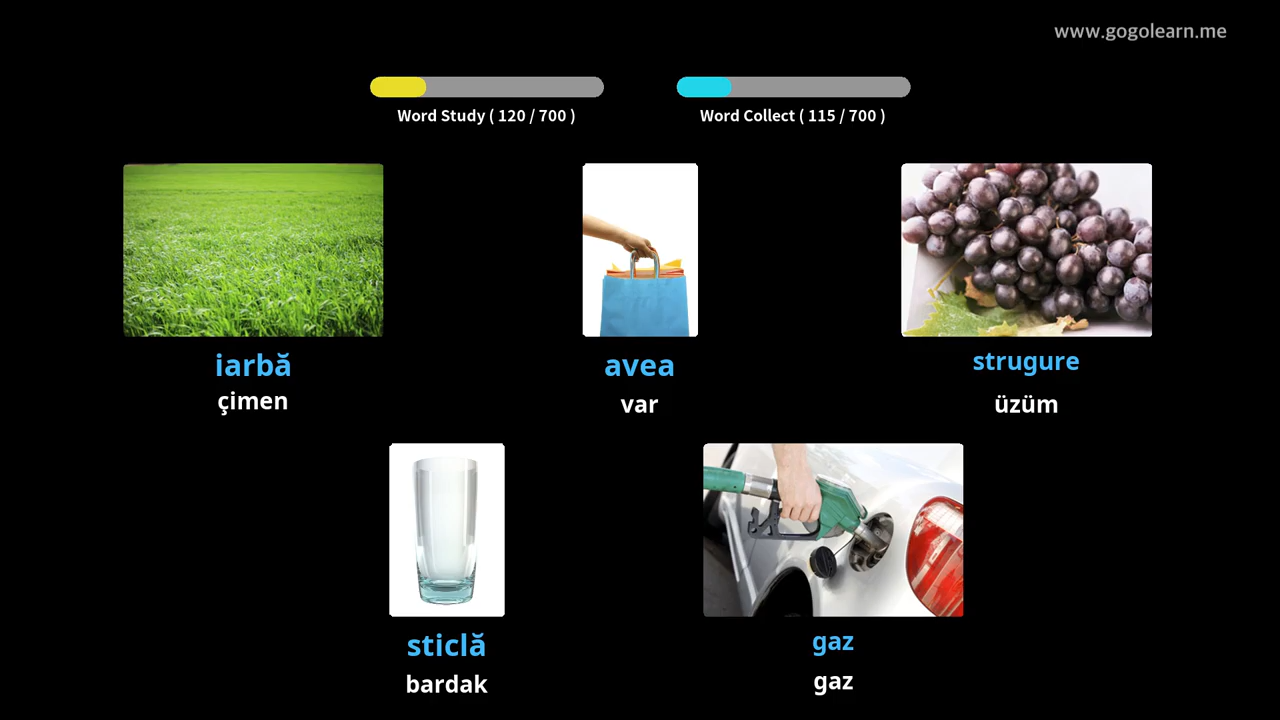 www.gogolearn.me
Word Study ( 120 / 700 )
Word Collect ( 115 / 700 )
iarbă
çimen
avea
var
strugure
üzüm
sticlă
bardak
gaz
gaz